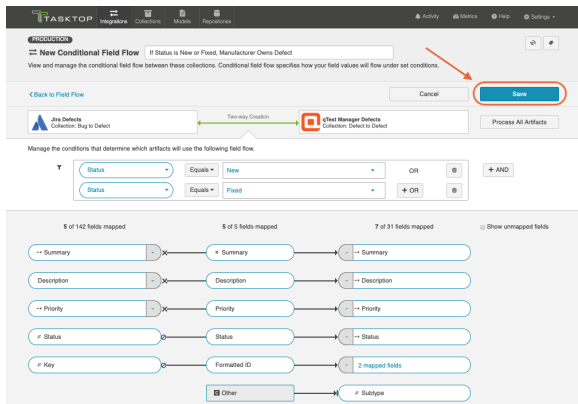 TASKTOP Integrations Collections Models Repositories Activity Metrics Help Settings
PRODUCTION
New Conditional Field Flow If Status is New or Fixed, Manufacturer Owns Defect
View and manage the conditional field flow between these collections. Conditional field flow specifies how your field values will flow under set conditions.
Back to Field Flow Cancel Save
Jira Defects Two-way Creation qTest Manager Defects Process All Artifacts
Collection: Bug to Defect Collection: Defect to Defect
Manage the conditions that determine which artifacts will use the following field flow.
Status Equals New OR + AND
Status Equals Fixed + OR
5 of 142 fields mapped 5 of 5 fields mapped 7 of 31 fields mapped Show unmapped fields
Summary Summary Summary
Description Description Description
Priority Priority Priority
Status Status Status
Key Formatted ID 2 mapped fields
Other Subtype